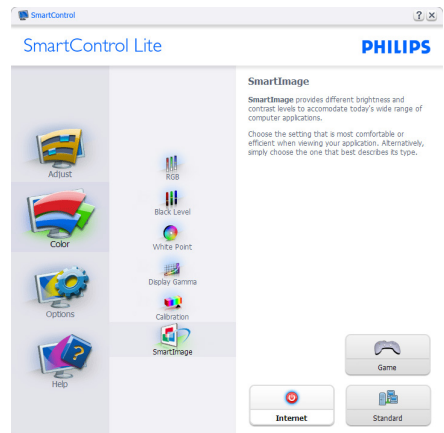 SmartControl
SmartControl Lite
PHILIPS
Adjust
Color
Options
Help
RGB
Black Level
White Point
Display Gamma
Calibration
SmartImage
SmartImage
SmartImage provides different brightness and
contrast levels to accomodate today's wide range of
computer applications.
Choose the setting that is most comfortable or
efficient when viewing your application. Alternatively,
simply choose the one that best describes its type.
Game
Internet
Standard